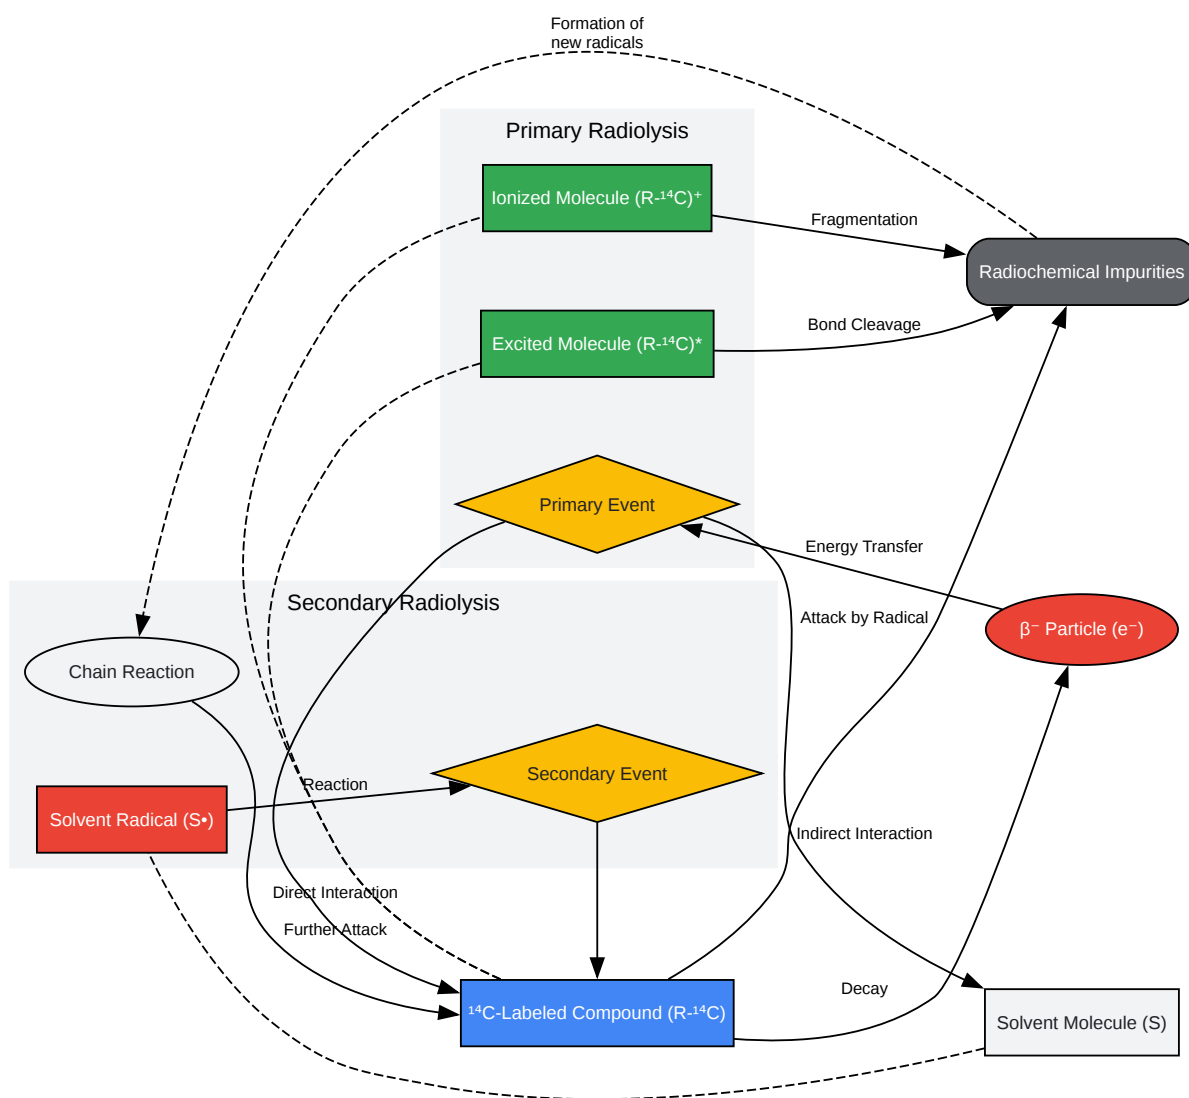 Formation of
new radicals
Primary Radiolysis
Ionized Molecule (R-¹⁴C)⁺
Fragmentation
Radiochemical Impurities
Excited Molecule (R-¹⁴C)*
Bond Cleavage
Primary Event
Energy Transfer
Secondary Radiolysis
Attack by Radical
β⁻ Particle (e⁻)
Chain Reaction
Secondary Event
Reaction
Solvent Radical (S•)
Indirect Interaction
Direct Interaction
Further Attack
Decay
¹⁴C-Labeled Compound (R-¹⁴C)
Solvent Molecule (S)